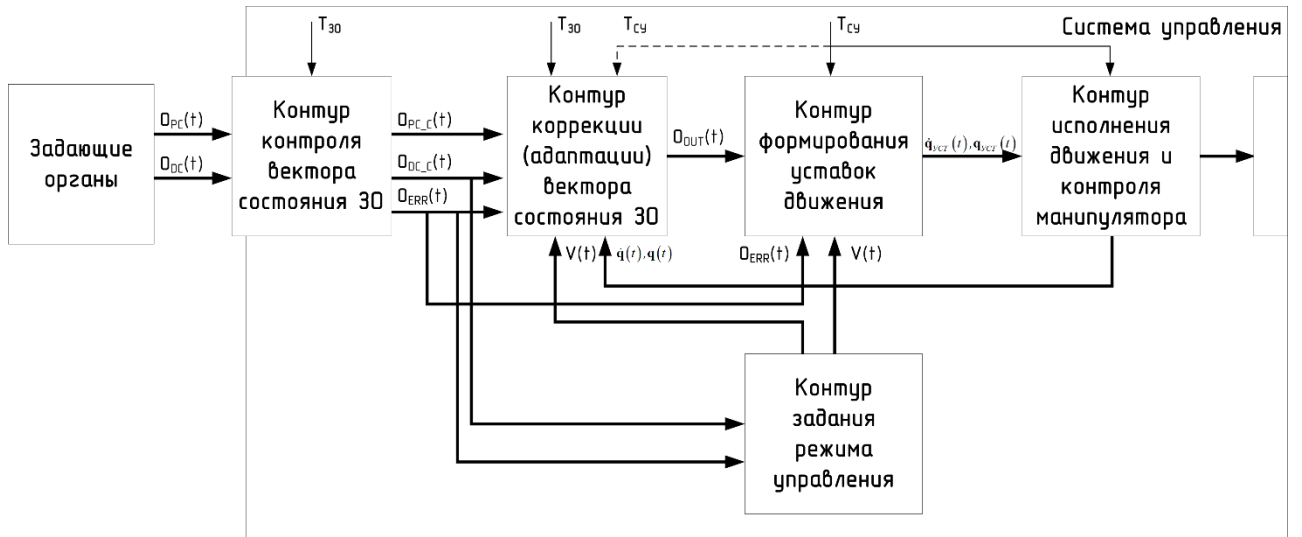 T_ЗО
T_ЗО
T_СУ
T_СУ
Система управления
Задающие
органы
O_PC(t)
O_DC(t)
Контур
контроля
вектора
состояния ЗО
O_PC_C(t)
O_DC_C(t)
O_ERR(t)
Контур
коррекции
(адаптации)
вектора
состояния ЗО
O_OUT(t)
Контур
формирования
уставок
движения
q̇_УСТ(t), q_УСТ(t)
Контур
исполнения
движения и
контроля
манипулятора
V(t)
q̇(t), q(t)
O_ERR(t)
V(t)
Контур
задания
режима
управления